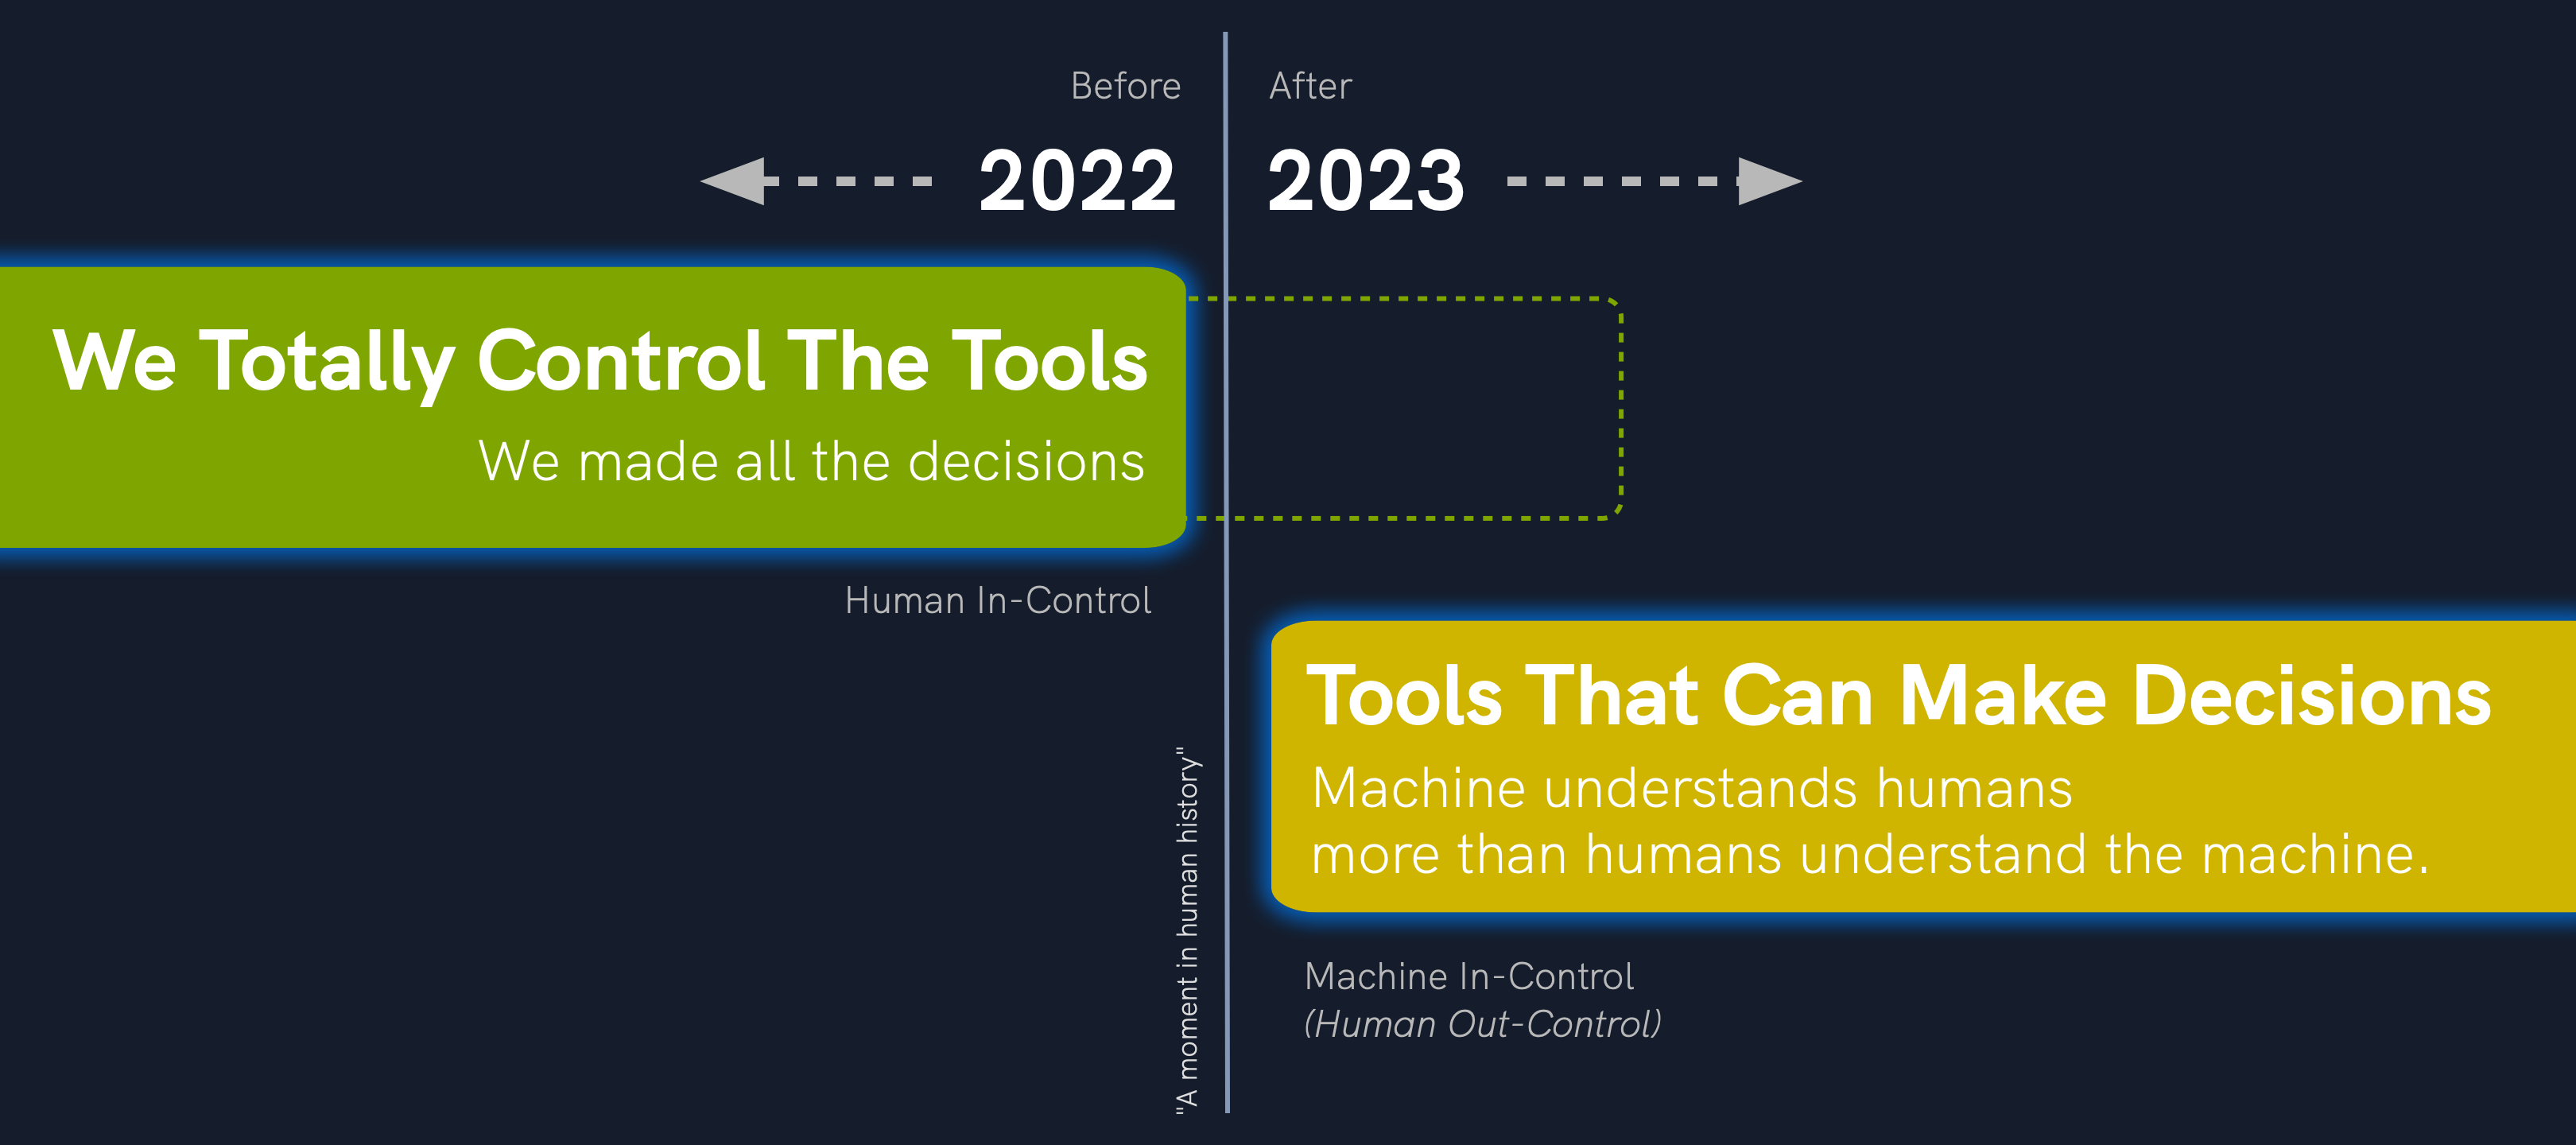 Before
After
2022
2023
We Totally Control The Tools
We made all the decisions
Human In-Control
"A moment in human history"
Tools That Can Make Decisions
Machine understands humans
more than humans understand the machine.
Machine In-Control
(Human Out-Control)